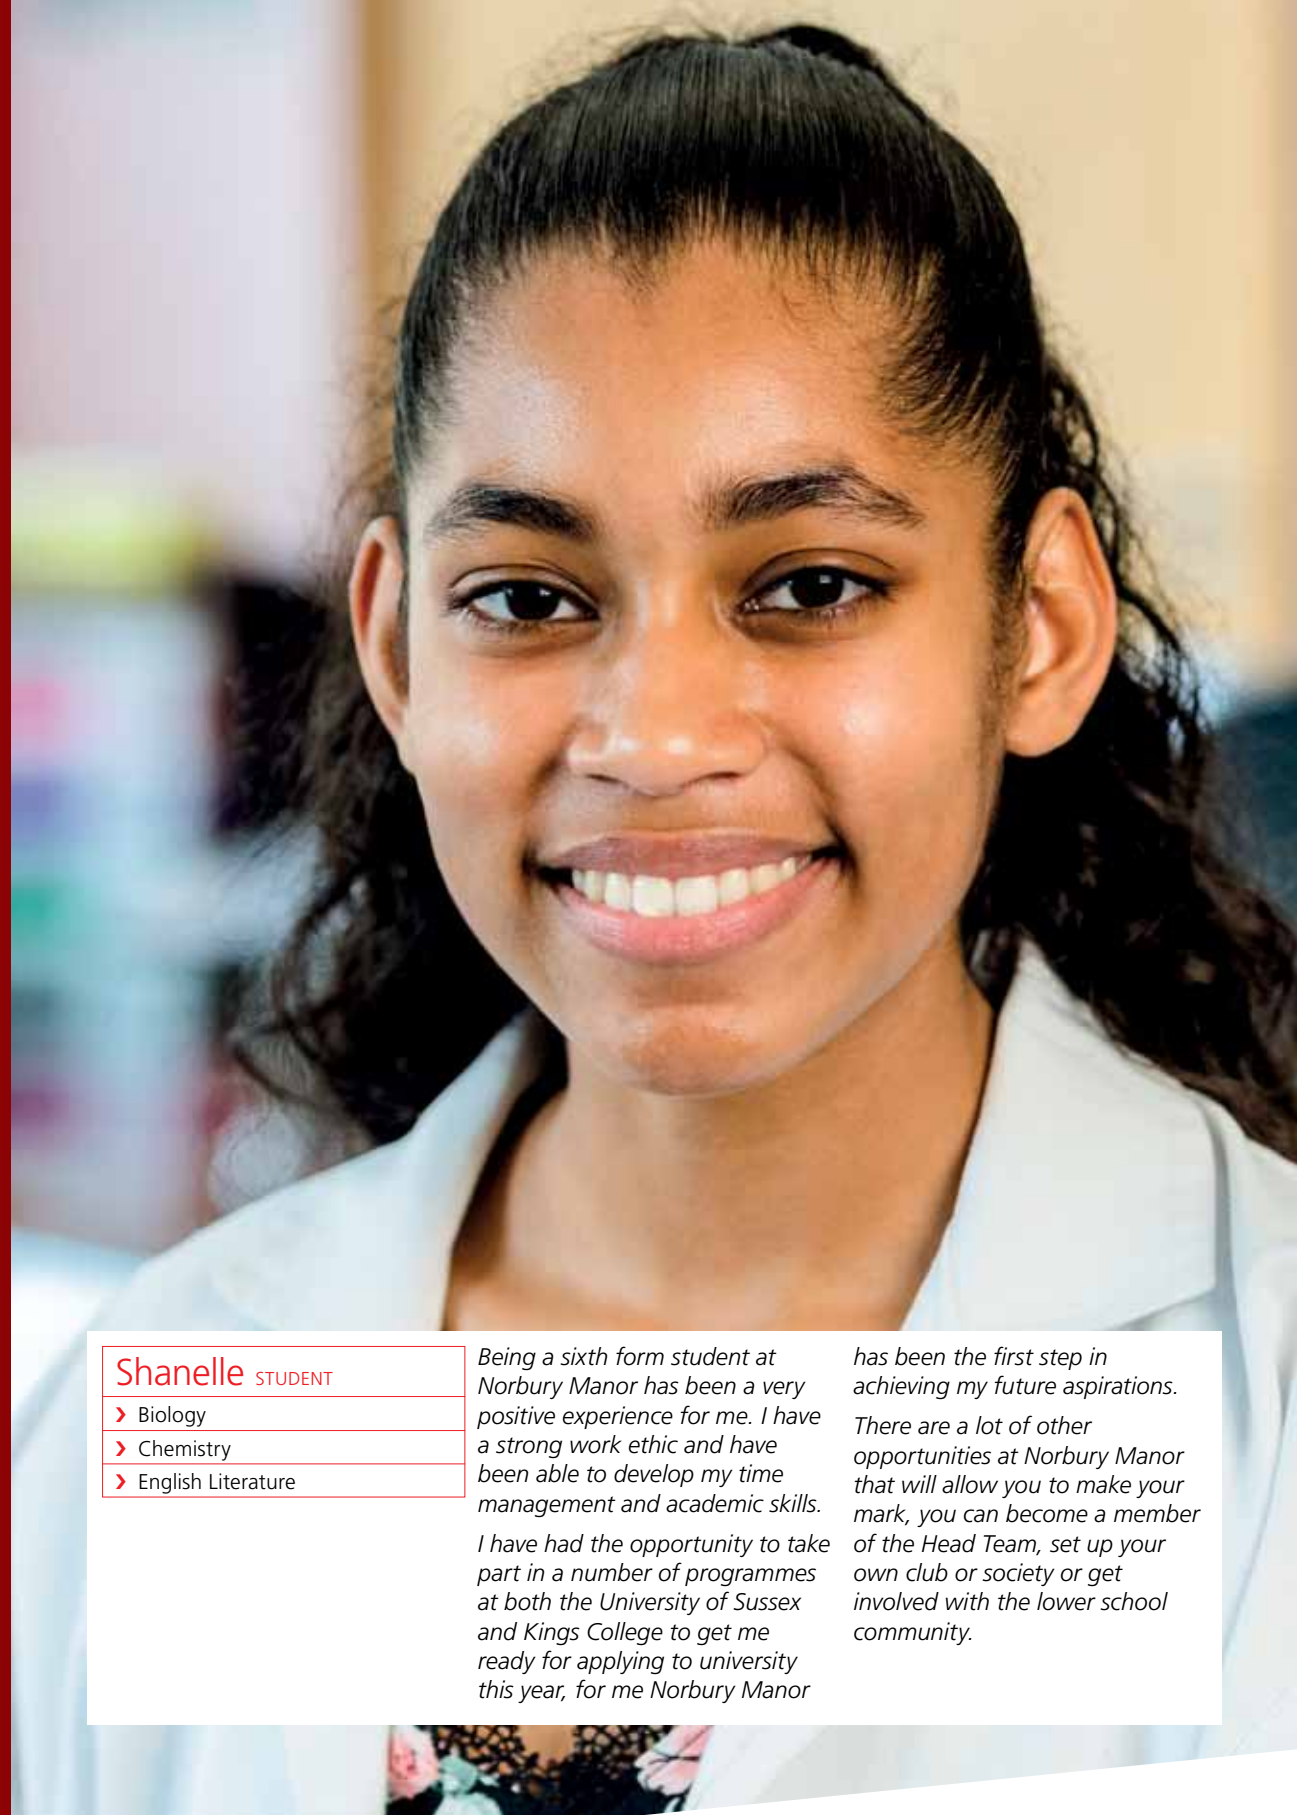 Shanelle STUDENT
› Biology
› Chemistry
› English Literature
Being a sixth form student at
Norbury Manor has been a very
positive experience for me. I have
a strong work ethic and have
been able to develop my time
management and academic skills.
I have had the opportunity to take
part in a number of programmes
at both the University of Sussex
and Kings College to get me
ready for applying to university
this year, for me Norbury Manor
has been the first step in
achieving my future aspirations.
There are a lot of other
opportunities at Norbury Manor
that will allow you to make your
mark, you can become a member
of the Head Team, set up your
own club or society or get
involved with the lower school
community.